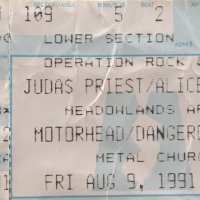 109 5 2
LOWER SECTION
OPERATION ROCK &
JUDAS PRIEST/ALICE
MEADOWLANDS AR
MOTORHEAD/DANGERO
METAL CHURC
FRI AUG 9, 1991